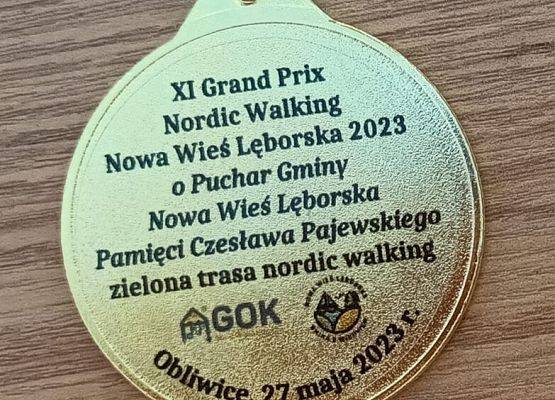 XI Grand Prix
Nordic Walking
Nowa Wieś Lęborska 2023
o Puchar Gminy
Nowa Wieś Lęborska
Pamięci Czesława Pajewskiego
zielona trasa nordic walking
GOK
Obliwice, 27 maja 2023 r.